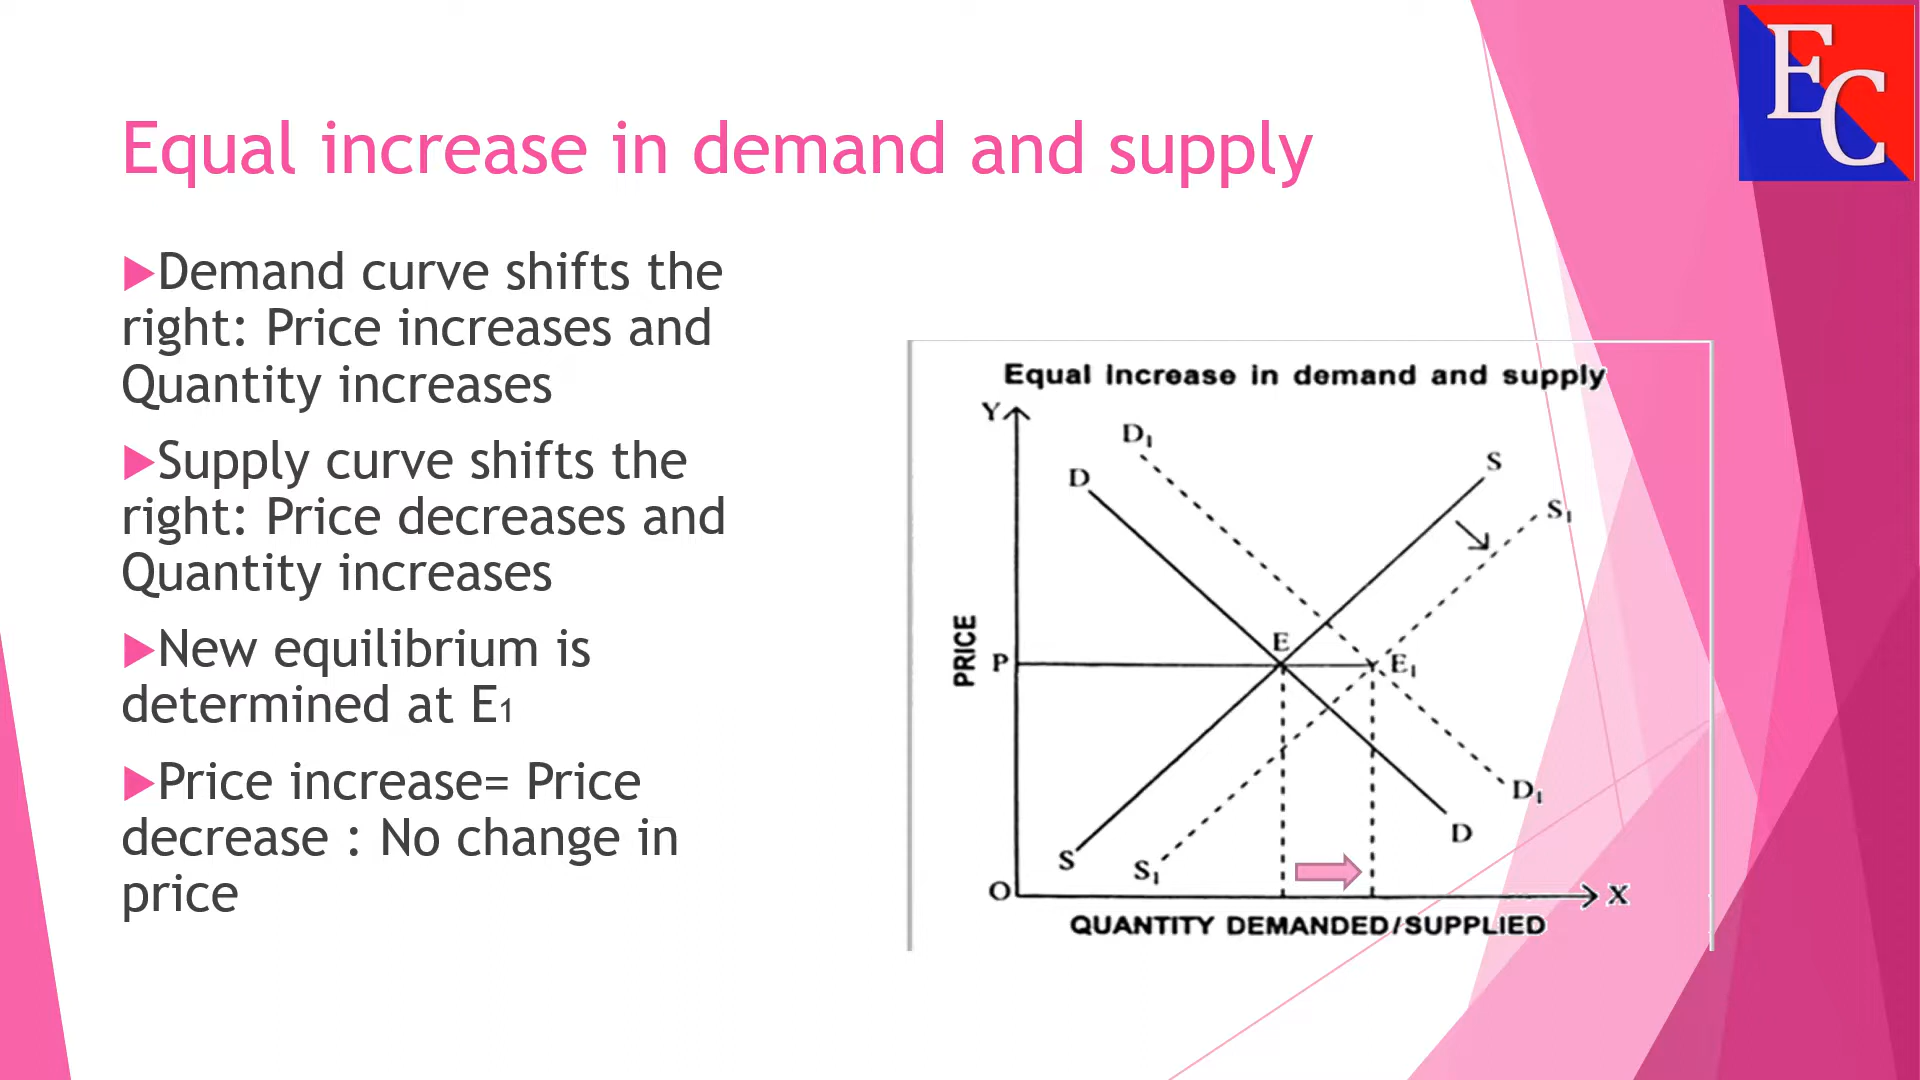 EC
Equal increase in demand and supply
▶Demand curve shifts the
right: Price increases and
Quantity increases
▶Supply curve shifts the
right: Price decreases and
Quantity increases
▶New equilibrium is
determined at E₁
▶Price increase= Price
decrease : No change in
price
Equal Increase in demand and supply
Y
D₁
D
S
S₁
E
PRICE
P
E₁
D₁
D
S
S₁
O
X
QUANTITY DEMANDED/SUPPLIED